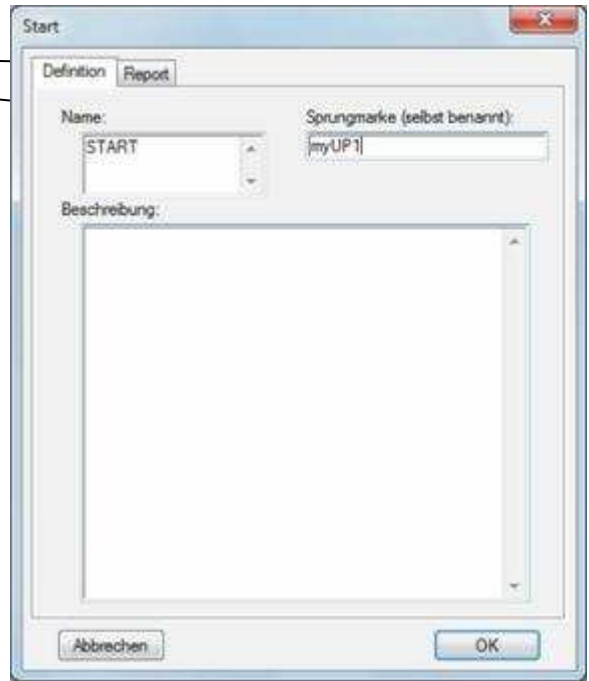 Start
Definition Report
Name: Sprungmarke (selbst benannt):
START myUP1
Beschreibung:
Abbrechen OK